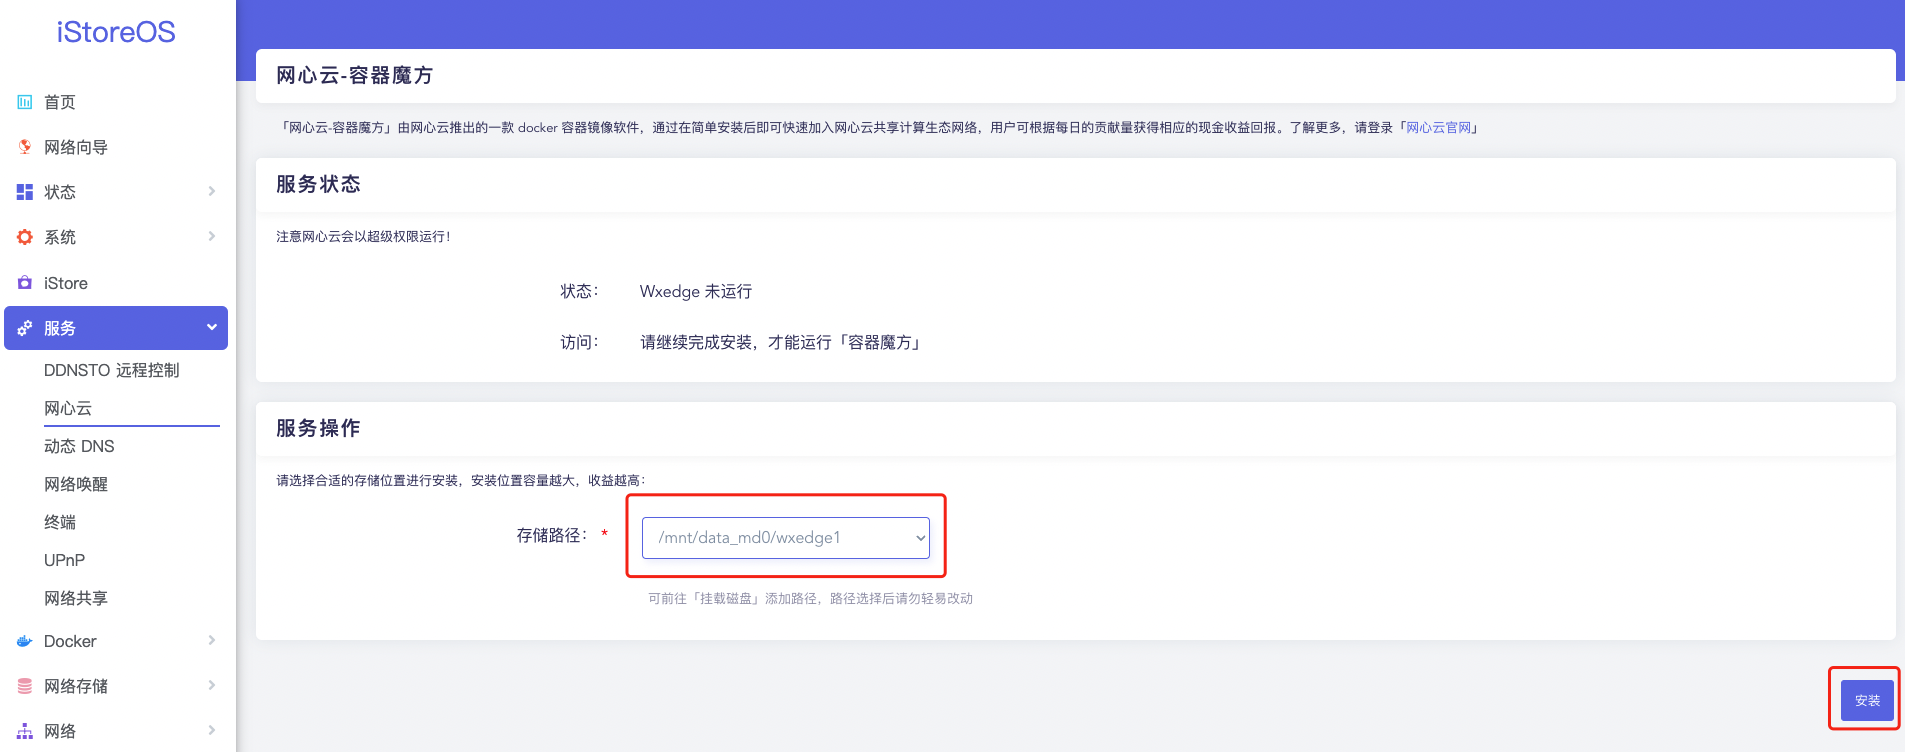 iStoreOS
首页
网络向导
状态
系统
iStore
服务
DDNSTO 远程控制
网心云
动态 DNS
网络唤醒
终端
UPnP
网络共享
Docker
网络存储
网络
网心云-容器魔方
「网心云-容器魔方」由网心云推出的一款 docker 容器镜像软件，通过在简单安装后即可快速加入网心云共享计算生态网络，用户可根据每日的贡献量获得相应的现金收益回报。了解更多，请登录「网心云官网」
服务状态
注意网心云会以超级权限运行！
状态： Wxedge 未运行
访问： 请继续完成安装，才能运行「容器魔方」
服务操作
请选择合适的存储位置进行安装，安装位置容量越大，收益越高：
存储路径： * /mnt/data_md0/wxedge1
可前往「挂载磁盘」添加路径，路径选择后请勿轻易改动
安装